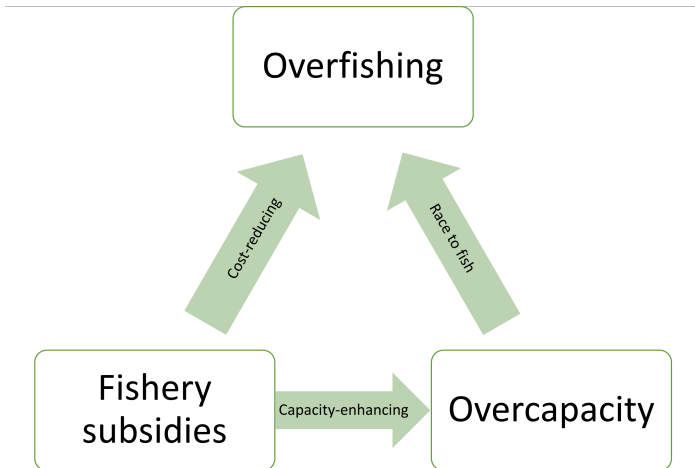 Overfishing
Cost-reducing
Race to fish
Fishery
subsidies
Capacity-enhancing
Overcapacity